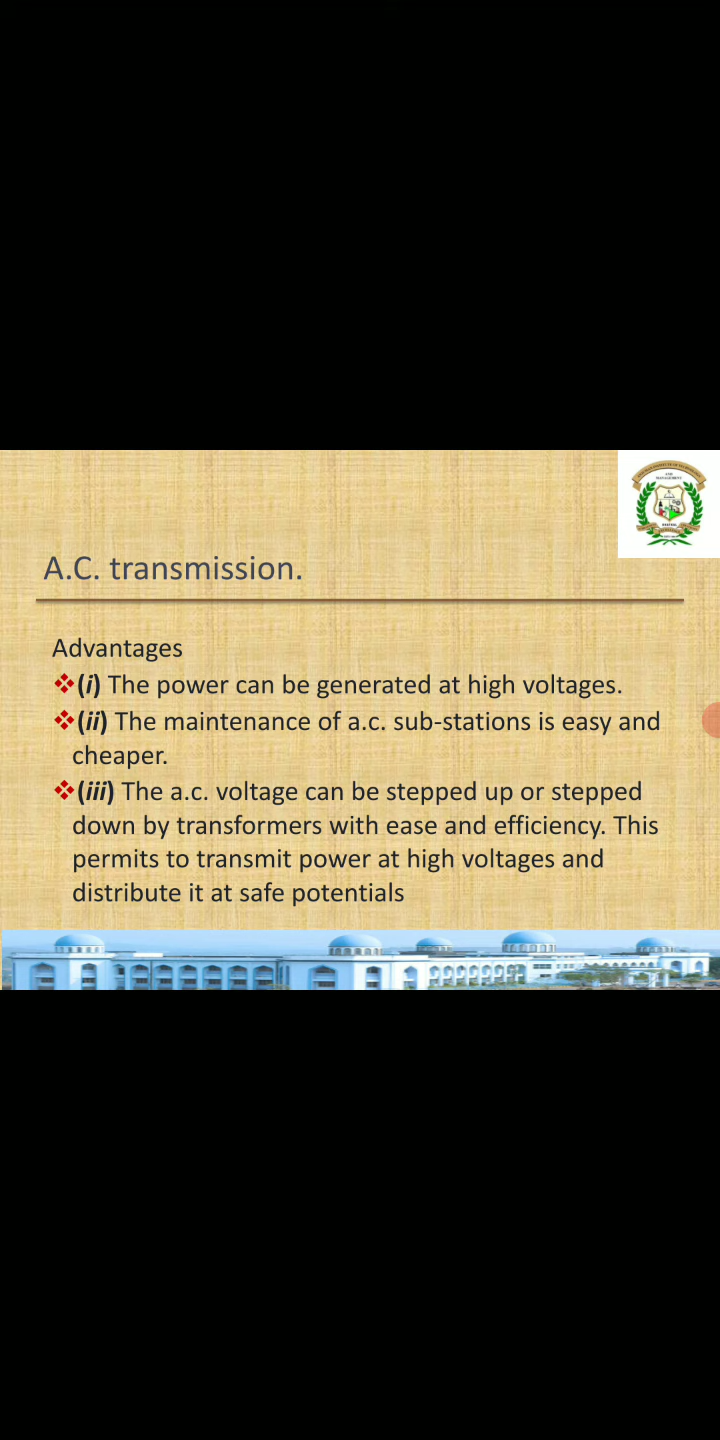 A.C. transmission.
Advantages
❖(i) The power can be generated at high voltages.
❖(ii) The maintenance of a.c. sub-stations is easy and
cheaper.
❖(iii) The a.c. voltage can be stepped up or stepped
down by transformers with ease and efficiency. This
permits to transmit power at high voltages and
distribute it at safe potentials